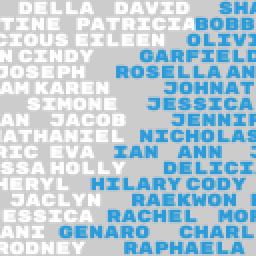 DELLA DAVID SHA
TINE PATRICIA BOBB
CIOUS EILEEN OLIVI
N CINDY GARFIELD
JOSEPH ROSELLA AN
AM KAREN JOHNAT
SIMONE JESSICA
AN JACOB JENNIF
NATHANIEL NICHOLAS
RIC EVA IAN ANN J
SSA HOLLY DELICI
HERYL HILARY CODY
JACLYN RAEKWON
JESSICA RACHEL MOR
ANI GENARO CHARL
RODNEY RAPHAELA